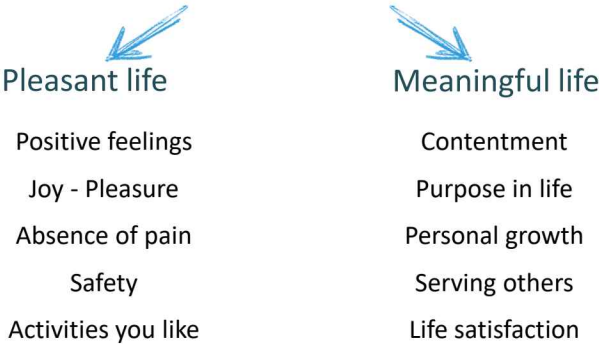 Pleasant life
Positive feelings
Joy - Pleasure
Absence of pain
Safety
Activities you like
Meaningful life
Contentment
Purpose in life
Personal growth
Serving others
Life satisfaction